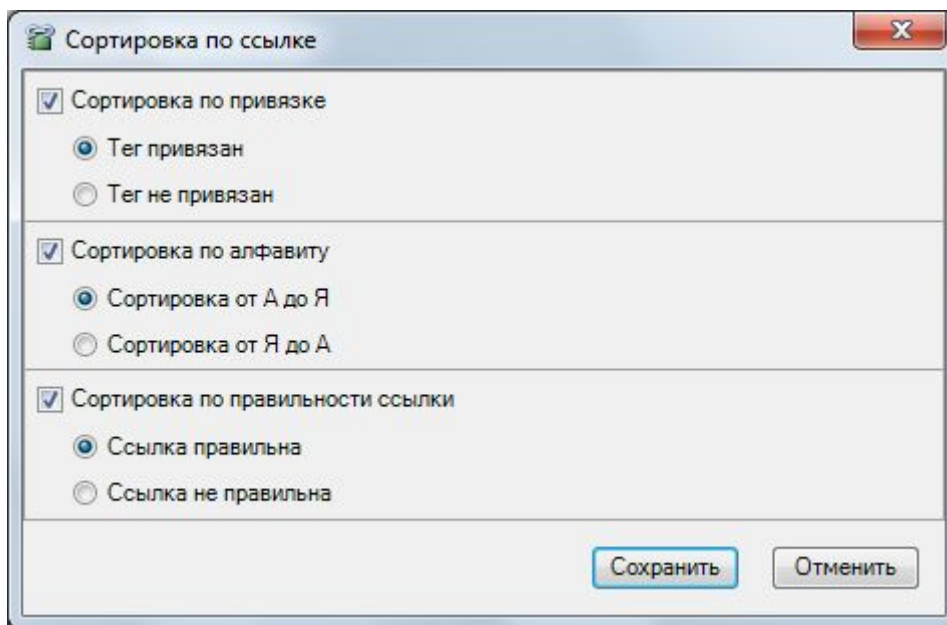 Сортировка по ссылке
Сортировка по привязке
Тег привязан
Тег не привязан
Сортировка по алфавиту
Сортировка от А до Я
Сортировка от Я до А
Сортировка по правильности ссылки
Ссылка правильна
Ссылка не правильна
Сохранить Отменить